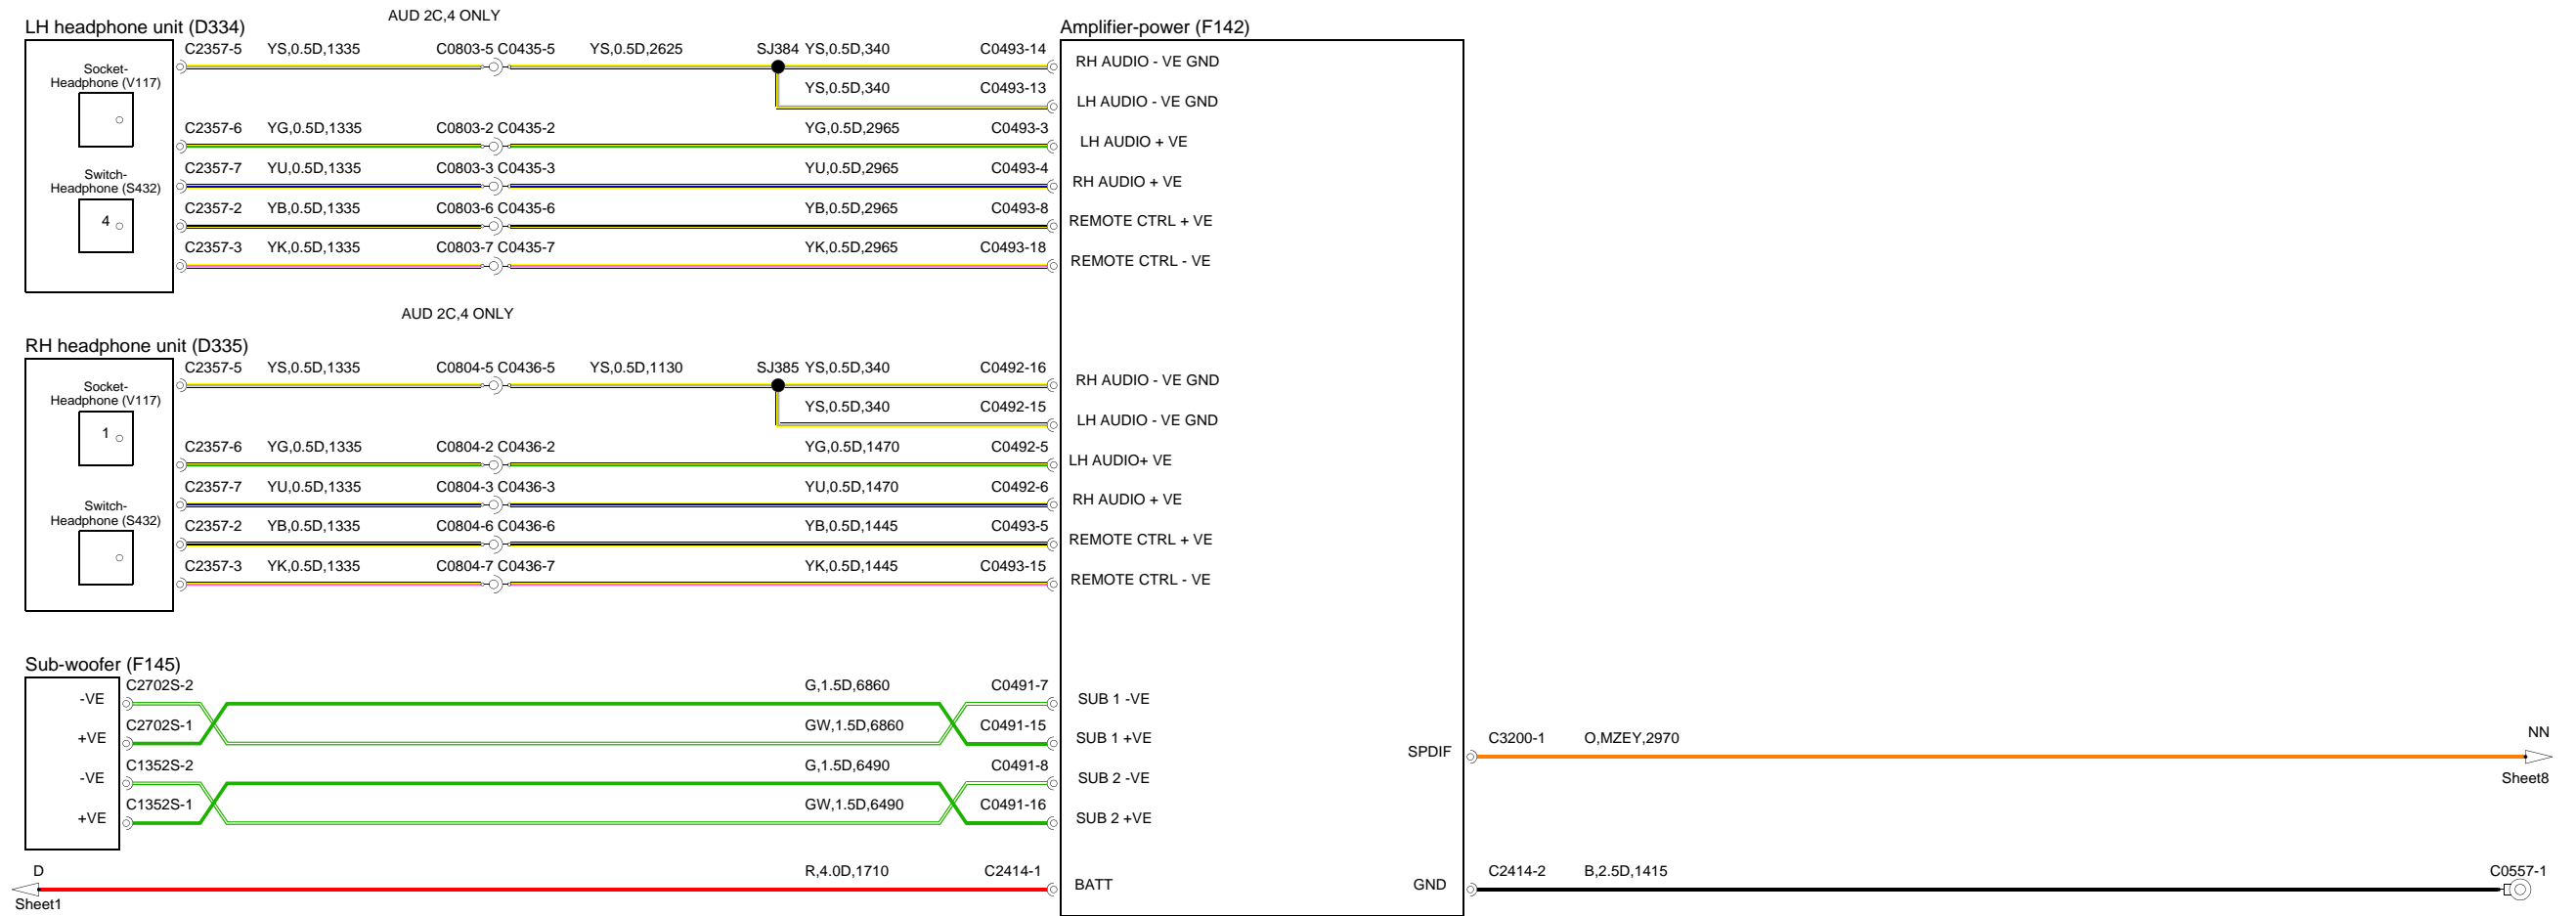 AUD 2C,4 ONLY
LH headphone unit (D334)
Amplifier-power (F142)
C2357-5 YS,0.5D,1335 C0803-5 C0435-5 YS,0.5D,2625 SJ384 YS,0.5D,340 C0493-14
RH AUDIO - VE GND
Socket-
Headphone (V117)
YS,0.5D,340 C0493-13
LH AUDIO - VE GND
C2357-6 YG,0.5D,1335 C0803-2 C0435-2 YG,0.5D,2965 C0493-3
LH AUDIO + VE
C2357-7 YU,0.5D,1335 C0803-3 C0435-3 YU,0.5D,2965 C0493-4
RH AUDIO + VE
Switch-
Headphone (S432)
4
C2357-2 YB,0.5D,1335 C0803-6 C0435-6 YB,0.5D,2965 C0493-8
REMOTE CTRL + VE
C2357-3 YK,0.5D,1335 C0803-7 C0435-7 YK,0.5D,2965 C0493-18
REMOTE CTRL - VE
AUD 2C,4 ONLY
RH headphone unit (D335)
C2357-5 YS,0.5D,1335 C0804-5 C0436-5 YS,0.5D,1130 SJ385 YS,0.5D,340 C0492-16
RH AUDIO - VE GND
Socket-
Headphone (V117)
1
YS,0.5D,340 C0492-15
LH AUDIO - VE GND
C2357-6 YG,0.5D,1335 C0804-2 C0436-2 YG,0.5D,1470 C0492-5
LH AUDIO+ VE
C2357-7 YU,0.5D,1335 C0804-3 C0436-3 YU,0.5D,1470 C0492-6
RH AUDIO + VE
Switch-
Headphone (S432)
C2357-2 YB,0.5D,1335 C0804-6 C0436-6 YB,0.5D,1445 C0493-5
REMOTE CTRL + VE
C2357-3 YK,0.5D,1335 C0804-7 C0436-7 YK,0.5D,1445 C0493-15
REMOTE CTRL - VE
Sub-woofer (F145)
-VE C2702S-2 G,1.5D,6860 C0491-7 SUB 1 -VE
+VE C2702S-1 GW,1.5D,6860 C0491-15 SUB 1 +VE
-VE C1352S-2 G,1.5D,6490 C0491-8 SUB 2 -VE
+VE C1352S-1 GW,1.5D,6490 C0491-16 SUB 2 +VE
SPDIF C3200-1 O,MZEY,2970 NN
Sheet8
D R,4.0D,1710 C2414-1 BATT
Sheet1
GND C2414-2 B,2.5D,1415 C0557-1